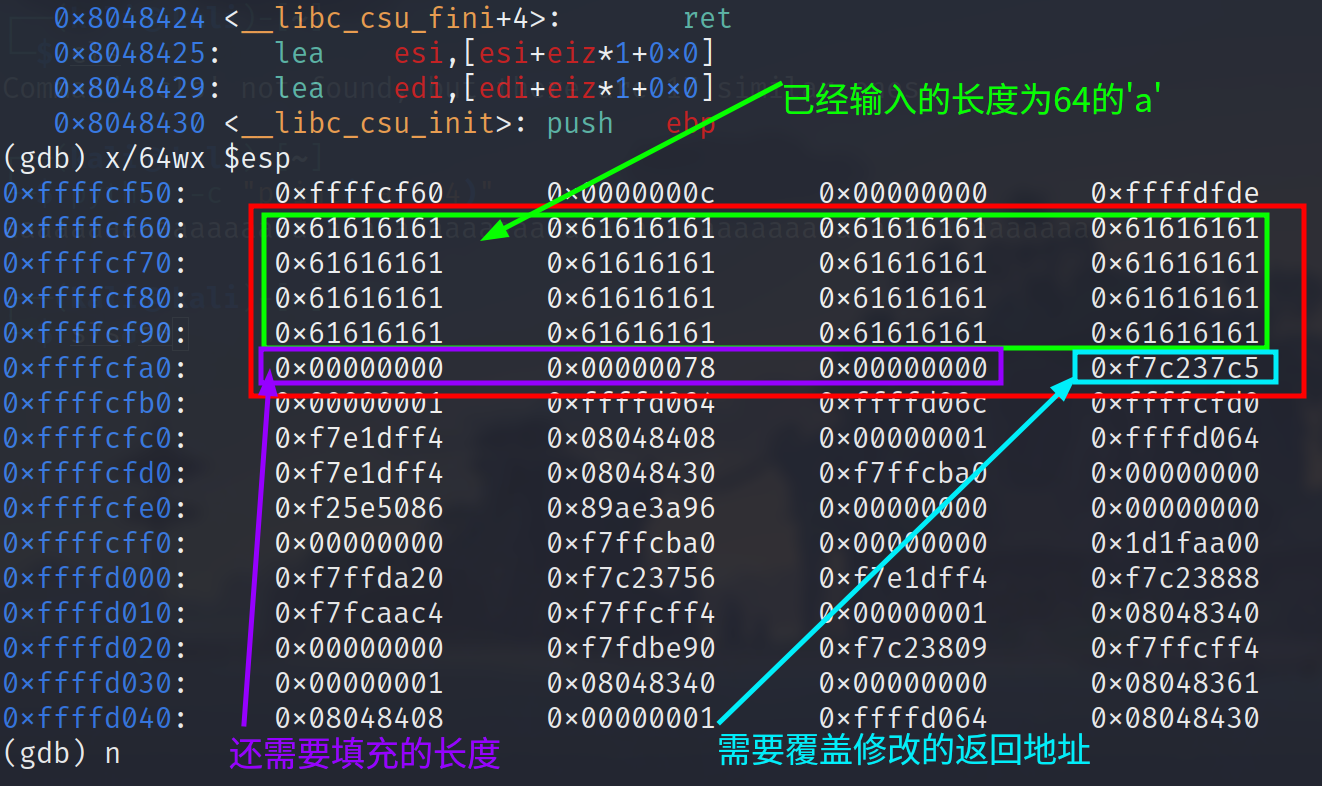 0×8048424 <__libc_csu_fini+4>: ret
0×8048425: lea esi,[esi+eiz*1+0×0]
0×8048429: lea edi,[edi+eiz*1+0×0]
已经输入的长度为64的'a'
0×8048430 <__libc_csu_init>: push ebp
(gdb) x/64wx $esp
0×ffffcf50: 0×ffffcf60 0×0000000c 0×00000000 0×ffffdfde
0×ffffcf60: 0×61616161 0×61616161 0×61616161 0×61616161
0×ffffcf70: 0×61616161 0×61616161 0×61616161 0×61616161
0×ffffcf80: 0×61616161 0×61616161 0×61616161 0×61616161
0×ffffcf90: 0×61616161 0×61616161 0×61616161 0×61616161
0×ffffcfa0: 0×00000000 0×00000078 0×00000000 0×f7c237c5
0×ffffcfb0: 0×00000001 0×ffffd064 0×ffffd06c 0×ffffcfd0
0×ffffcfc0: 0×f7e1dff4 0×08048408 0×00000001 0×ffffd064
0×ffffcfd0: 0×f7e1dff4 0×08048430 0×f7ffcba0 0×00000000
0×ffffcfe0: 0×f25e5086 0×89ae3a96 0×00000000 0×00000000
0×ffffcff0: 0×00000000 0×f7ffcba0 0×00000000 0×1d1faa00
0×ffffd000: 0×f7ffda20 0×f7c23756 0×f7e1dff4 0×f7c23888
0×ffffd010: 0×f7fcaac4 0×f7ffcff4 0×00000001 0×08048340
0×ffffd020: 0×00000000 0×f7fdbe90 0×f7c23809 0×f7ffcff4
0×ffffd030: 0×00000001 0×08048340 0×00000000 0×08048361
0×ffffd040: 0×08048408 0×00000001 0×ffffd064 0×08048430
(gdb) n
还需要填充的长度
需要覆盖修改的返回地址